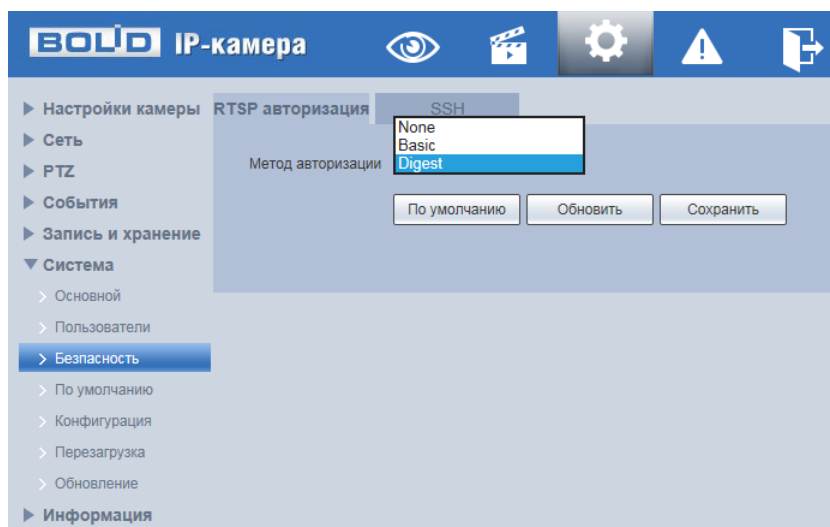 BOLID IP-камера
Настройки камеры
RTSP авторизация
SSH
None
Basic
Digest
Метод авторизации
По умолчанию
Обновить
Сохранить
Сеть
PTZ
События
Запись и хранение
Система
Основной
Пользователи
Безпасность
По умолчанию
Конфигурация
Перезагрузка
Обновление
Информация